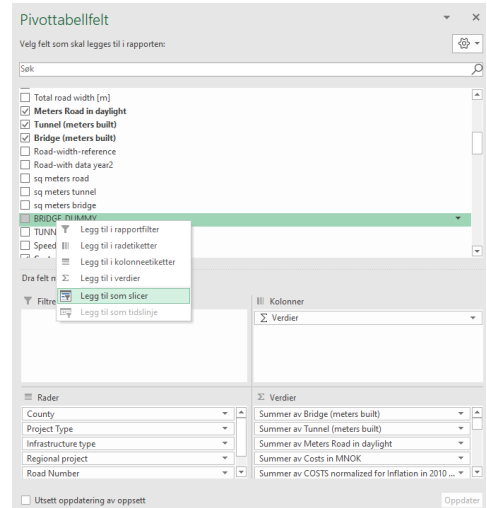 Pivottabellfelt
Velg felt som skal legges til i rapporten:
Søk
Total road width [m]
Meters Road in daylight
Tunnel (meters built)
Bridge (meters built)
Road-width-reference
Road-with data year2
sq meters road
sq meters tunnel
sq meters bridge
BRIDGE_DUMMY
TUNN
Speed
Legg til i rapportfilter
Legg til i radetiketter
Legg til i kolonneetiketter
Σ Legg til i verdier
Legg til som slicer
Legg til som tidslinje
Dra felt n
Filtre
Kolonner
Σ Verdier
Rader
County
Project Type
Infrastructure type
Regional project
Road Number
Σ Verdier
Summer av Bridge (meters built)
Summer av Tunnel (meters built)
Summer av Meters Road in daylight
Summer av Costs in MNOK
Summer av COSTS normalized for Inflation in 2010 ...
Utsett oppdatering av oppsett
Oppdater